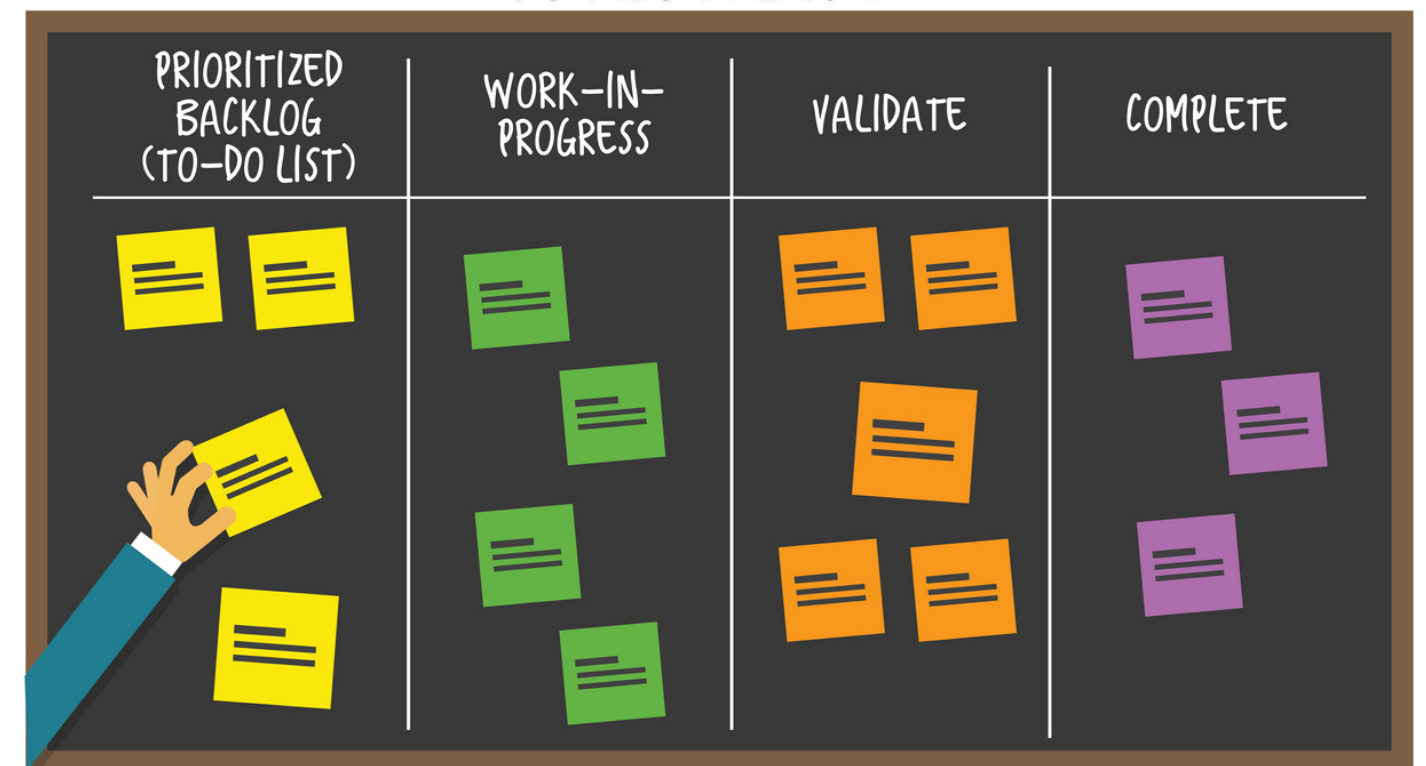 PRIORITIZED
BACKLOG
(TO-DO LIST)
WORK-IN-
PROGRESS
VALIDATE
COMPLETE